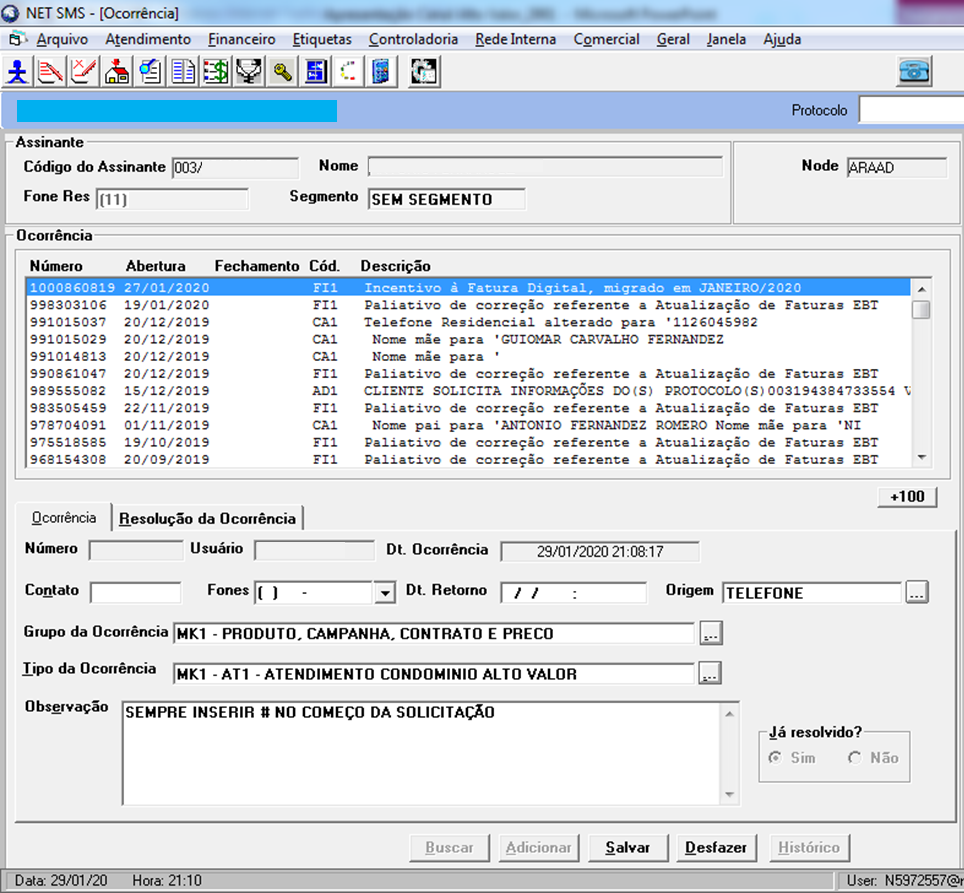 NET SMS - [Ocorrência]
Arquivo Atendimento Financeiro Etiquetas Controladoria Rede Interna Comercial Geral Janela Ajuda
Protocolo
Assinante
Código do Assinante 003/ Nome Node ARAAD
Fone Res (11) Segmento SEM SEGMENTO
Ocorrência
Número Abertura Fechamento Cód. Descrição
1000860819 27/01/2020 FI1 Incentivo à Fatura Digital, migrado em JANEIRO/2020
998303106 19/01/2020 FI1 Paliativo de correção referente a Atualização de Faturas EBT
991015037 20/12/2019 CA1 Telefone Residencial alterado para '1126045982
991015029 20/12/2019 CA1 Nome mãe para 'GUIOMAR CARVALHO FERNANDEZ
991014813 20/12/2019 CA1 Nome mãe para '
990861047 20/12/2019 FI1 Paliativo de correção referente a Atualização de Faturas EBT
989555082 15/12/2019 AD1 CLIENTE SOLICITA INFORMAÇÕES DO(S) PROTOCOLO(S)003194384733554 V
983505459 22/11/2019 FI1 Paliativo de correção referente a Atualização de Faturas EBT
978704091 01/11/2019 CA1 Nome pai para 'ANTONIO FERNANDEZ ROMERO Nome mãe para 'NI
975518585 19/10/2019 FI1 Paliativo de correção referente a Atualização de Faturas EBT
968154308 20/09/2019 FI1 Paliativo de correção referente a Atualização de Faturas EBT
+100
Ocorrência Resolução da Ocorrência
Número Usuário Dt. Ocorrência 29/01/2020 21:08:17
Contato Fones ( ) - Dt. Retorno / / : Origem TELEFONE ...
Grupo da Ocorrência MK1 - PRODUTO, CAMPANHA, CONTRATO E PRECO ...
Tipo da Ocorrência MK1 - AT1 - ATENDIMENTO CONDOMINIO ALTO VALOR ...
Observação SEMPRE INSERIR # NO COMEÇO DA SOLICITAÇÃO
Já resolvido?
Sim Não
Buscar Adicionar Salvar Desfazer Histórico
Data: 29/01/20 Hora: 21:10 User: N5972557@